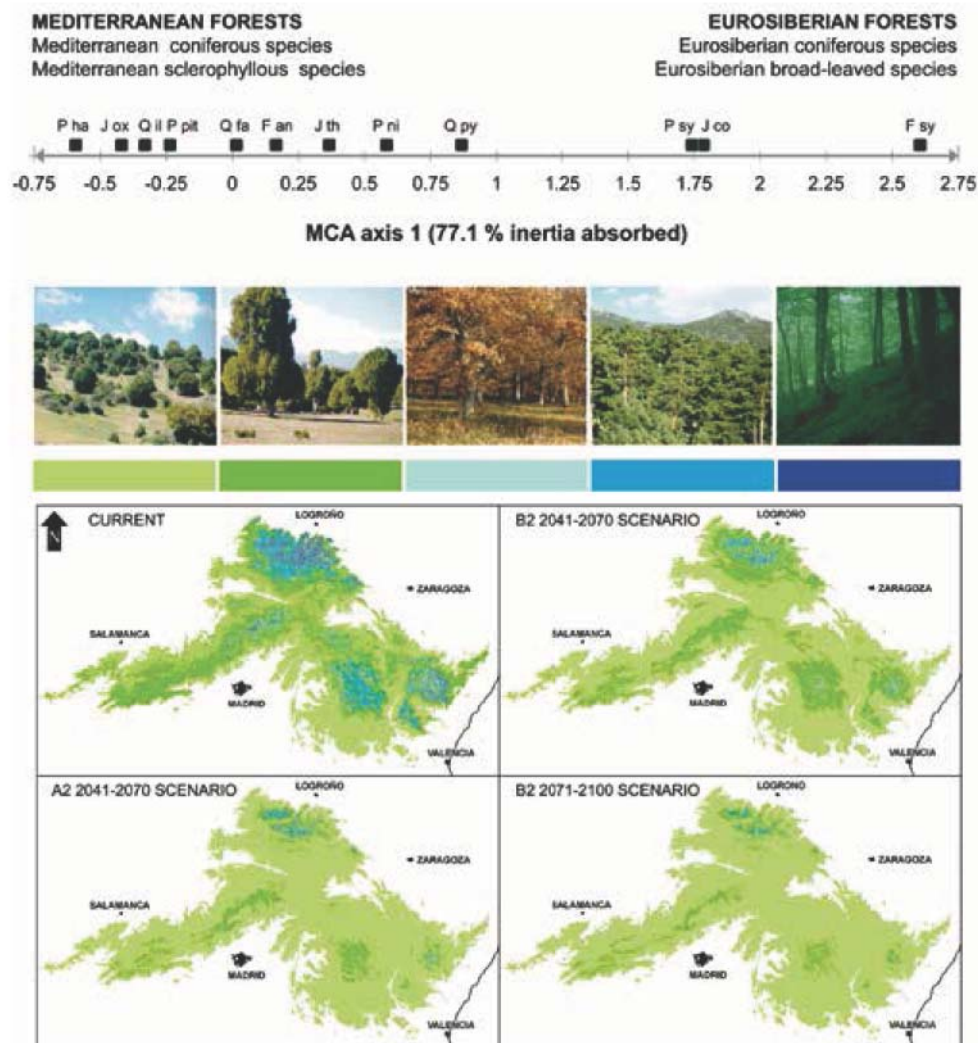 MEDITERRANEAN FORESTS
Mediterranean coniferous species
Mediterranean sclerophyllous species
EUROSIBERIAN FORESTS
Eurosiberian coniferous species
Eurosiberian broad-leaved species
P ha J ox Q il P pit Q fa F an J th P ni Q py P sy J co F sy
-0.75 -0.5 -0.25 0 0.25 0.5 0.75 1 1.25 1.5 1.75 2 2.25 2.5 2.75
MCA axis 1 (77.1 % inertia absorbed)
N
CURRENT
LOGROÑO
ZARAGOZA
SALAMANCA
MADRID
VALENCIA
B2 2041-2070 SCENARIO
LOGROÑO
ZARAGOZA
SALAMANCA
MADRID
VALENCIA
A2 2041-2070 SCENARIO
LOGROÑO
ZARAGOZA
SALAMANCA
MADRID
VALENCIA
B2 2071-2100 SCENARIO
LOGROÑO
ZARAGOZA
SALAMANCA
MADRID
VALENCIA